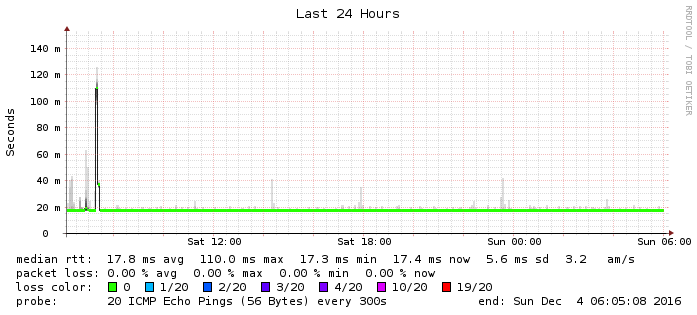 Last 24 Hours
RRDTOOL / TOBI OETIKER
Seconds
140 m
120 m
100 m
80 m
60 m
40 m
20 m
0
Sat 12:00 Sat 18:00 Sun 00:00 Sun 06:00
median rtt: 17.8 ms avg 110.0 ms max 17.3 ms min 17.4 ms now 5.6 ms sd 3.2 am/s
packet loss: 0.00 % avg 0.00 % max 0.00 % min 0.00 % now
loss color: 0 1/20 2/20 3/20 4/20 10/20 19/20
probe: 20 ICMP Echo Pings (56 Bytes) every 300s end: Sun Dec 4 06:05:08 2016